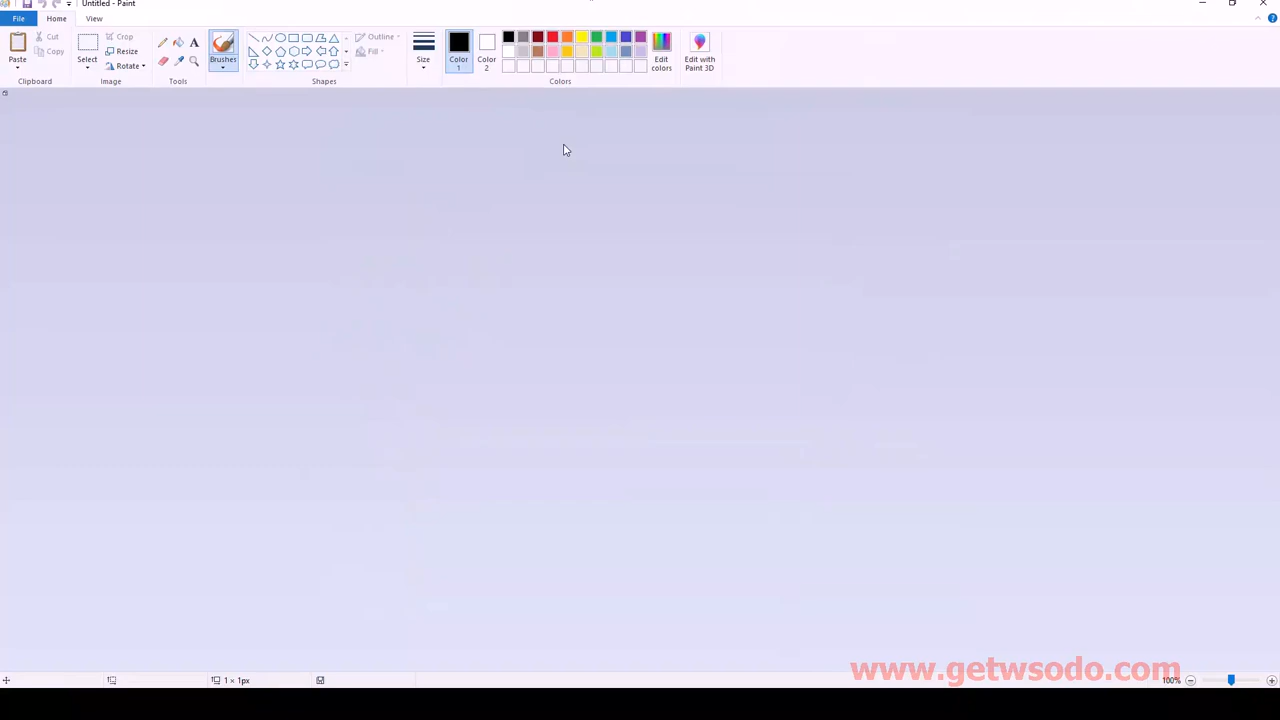 Untitled - Paint
File Home View
Paste
Cut
Copy
Clipboard
Select
Crop
Resize
Rotate
Image
A
Tools
Brushes
Outline
Fill
Shapes
Size
Color
1
Color
2
Edit
colors
Colors
Edit with
Paint 3D
www.getwsodo.com
1 × 1px
100%